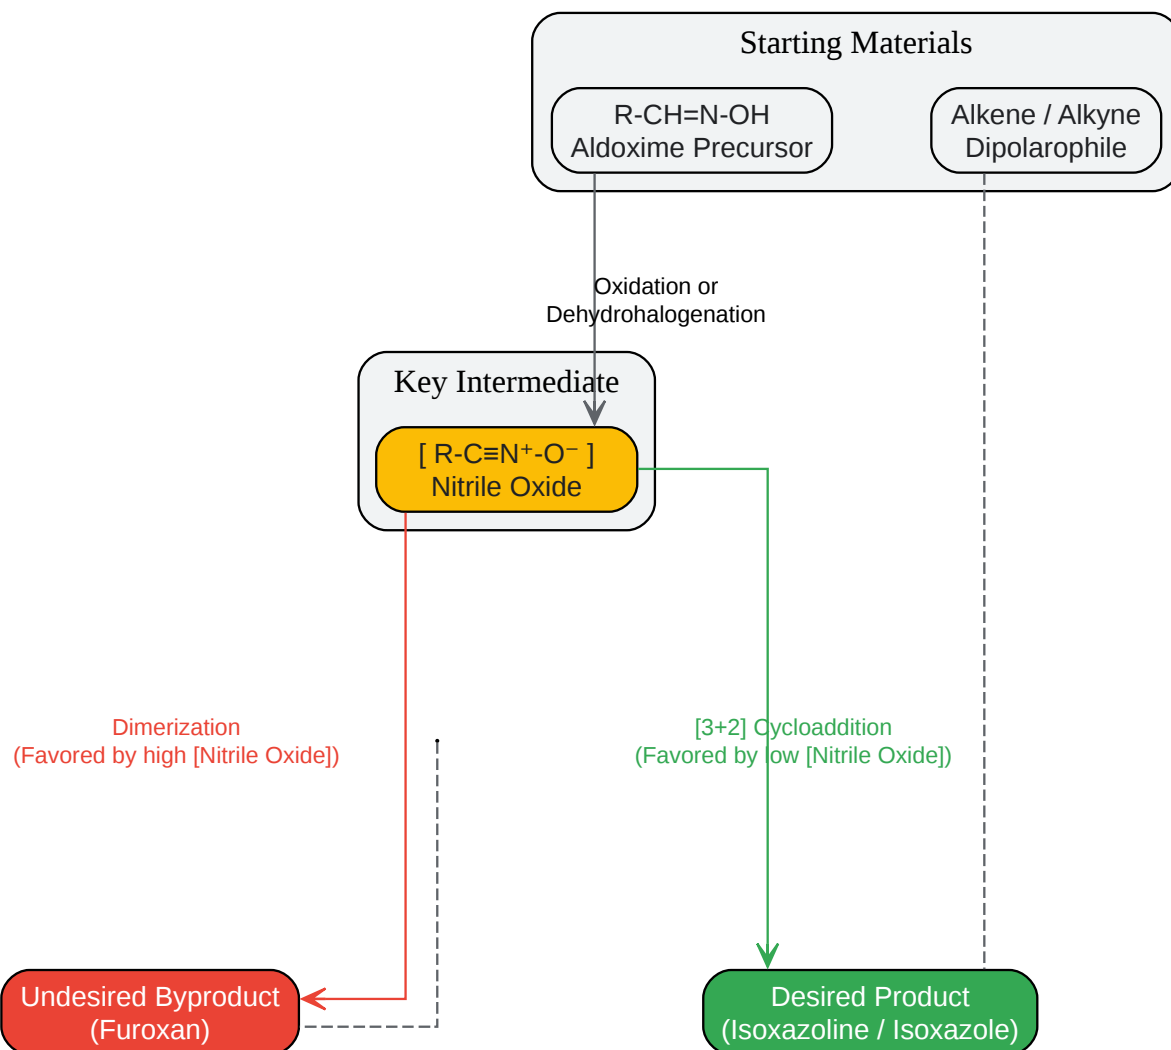 Starting Materials
R-CH=N-OH
Aldoxime Precursor
Alkene / Alkyne
Dipolarophile
Oxidation or
Dehydrohalogenation
Key Intermediate
[ R-C≡N⁺-O⁻ ]
Nitrile Oxide
Dimerization
(Favored by high [Nitrile Oxide])
[3+2] Cycloaddition
(Favored by low [Nitrile Oxide])
Undesired Byproduct
(Furoxan)
Desired Product
(Isoxazoline / Isoxazole)